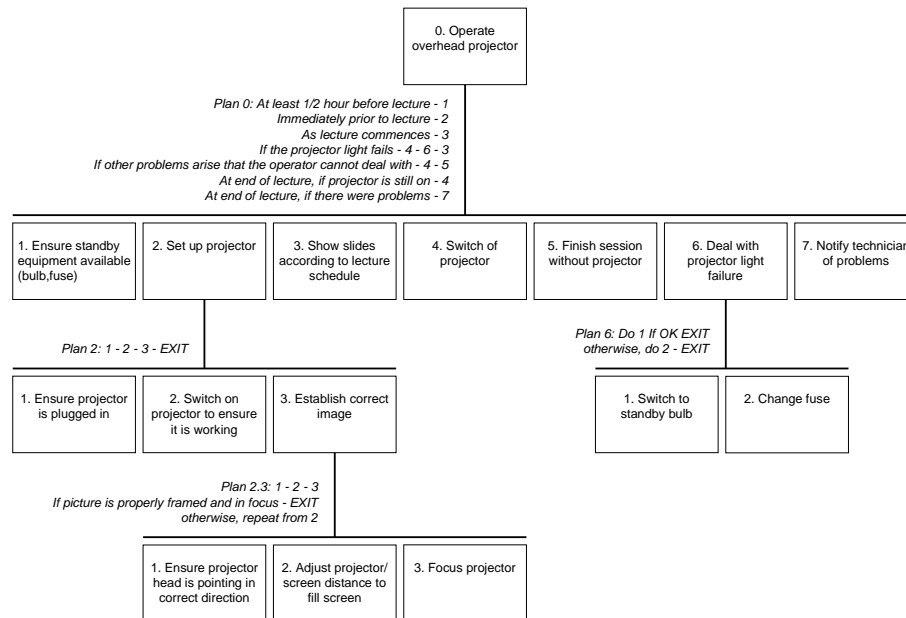 0. Operate
overhead projector
Plan 0: At least 1/2 hour before lecture - 1
Immediately prior to lecture - 2
As lecture commences - 3
If the projector light fails - 4 - 6 - 3
If other problems arise that the operator cannot deal with - 4 - 5
At end of lecture, if projector is still on - 4
At end of lecture, if there were problems - 7
1. Ensure standby
equipment available
(bulb,fuse)
2. Set up projector
3. Show slides
according to lecture
schedule
4. Switch of
projector
5. Finish session
without projector
6. Deal with
projector light
failure
7. Notify technician
of problems
Plan 2: 1 - 2 - 3 - EXIT
Plan 6: Do 1 If OK EXIT
otherwise, do 2 - EXIT
1. Ensure projector
is plugged in
2. Switch on
projector to ensure
it is working
3. Establish correct
image
1. Switch to
standby bulb
2. Change fuse
Plan 2.3: 1 - 2 - 3
If picture is properly framed and in focus - EXIT
otherwise, repeat from 2
1. Ensure projector
head is pointing in
correct direction
2. Adjust projector/
screen distance to
fill screen
3. Focus projector